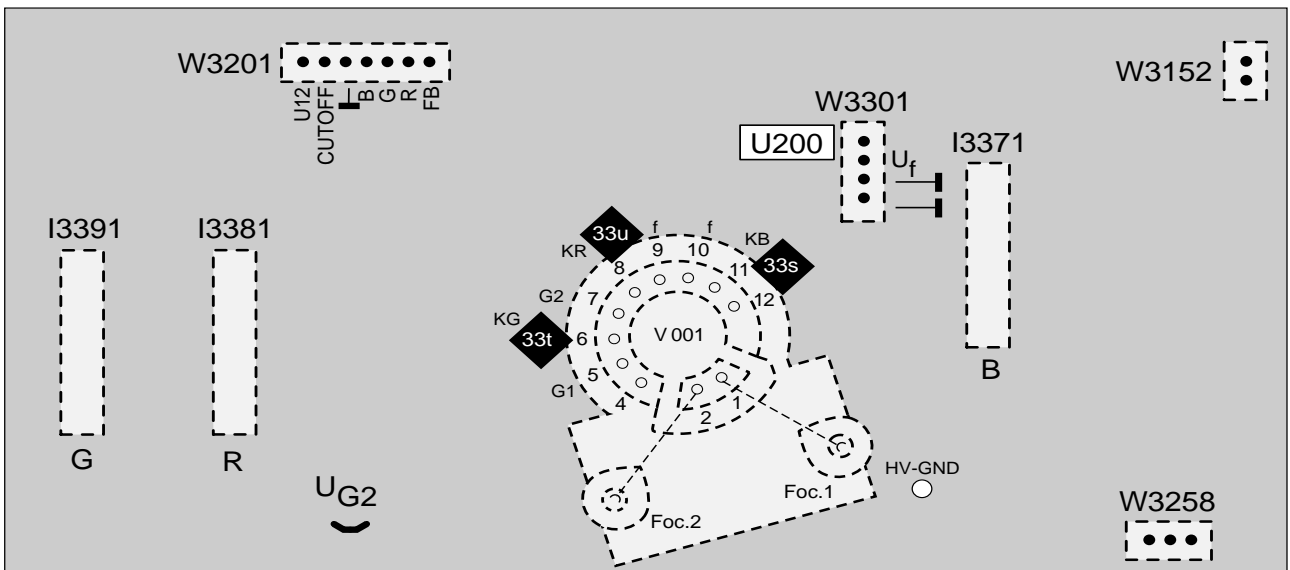 W3201
U12
CUTOFF
B
G
R
FB
W3152
W3301
U200
Uf
I3371
B
I3391
G
I3381
R
33u
f
f
KR
KB
33s
9
10
8
11
G2
7
12
KG
33t
6
V 001
5
G1
4
2
1
UG2
Foc.2
Foc.1
HV-GND
W3258